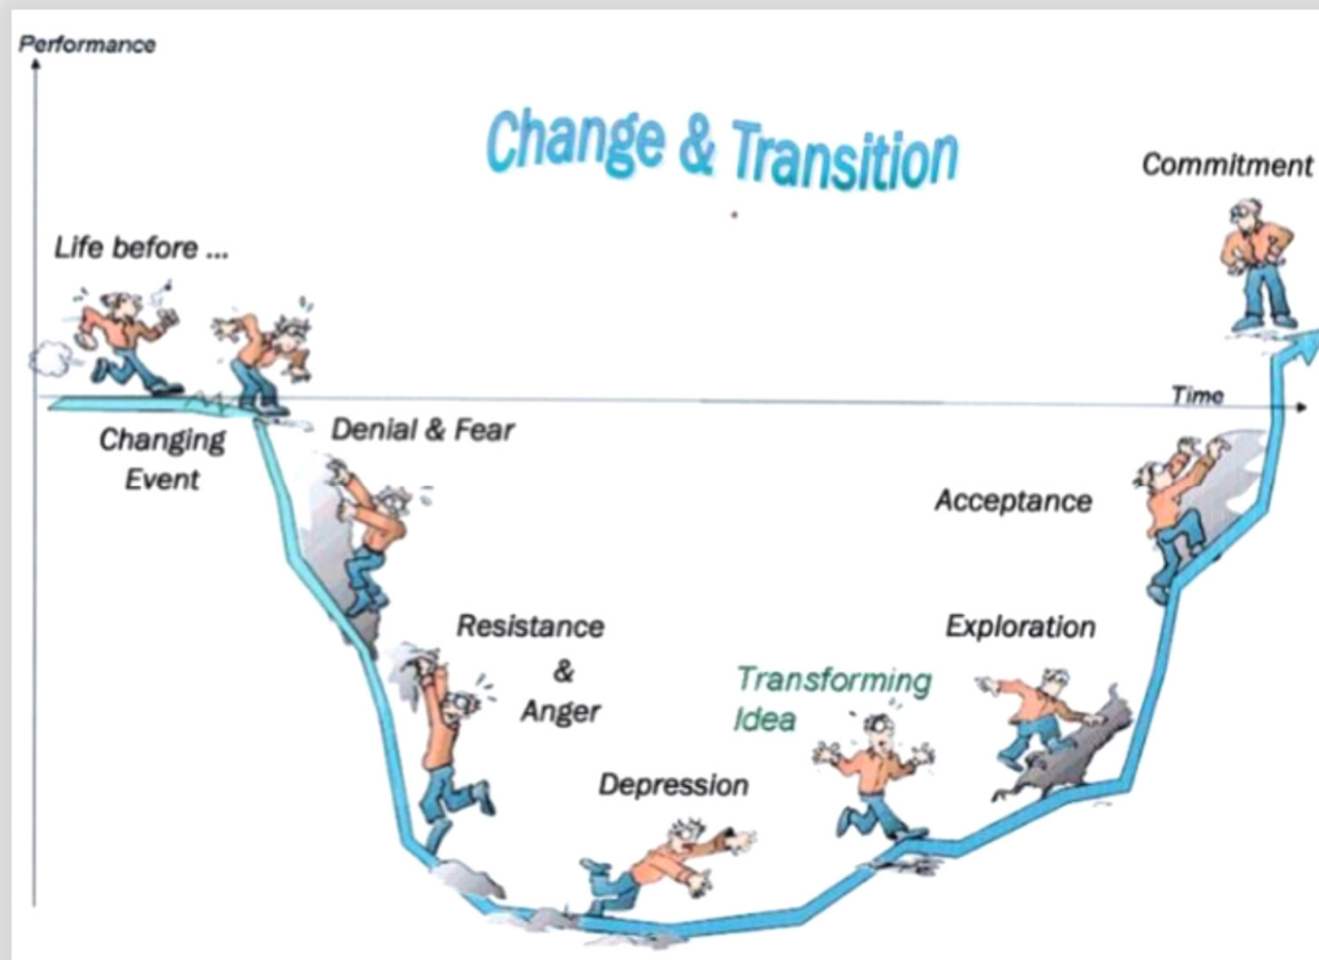 Performance
Change & Transition
Commitment
Life before ...
Time
Changing
Event
Denial & Fear
Acceptance
Resistance
&
Anger
Exploration
Transforming
Idea
Depression